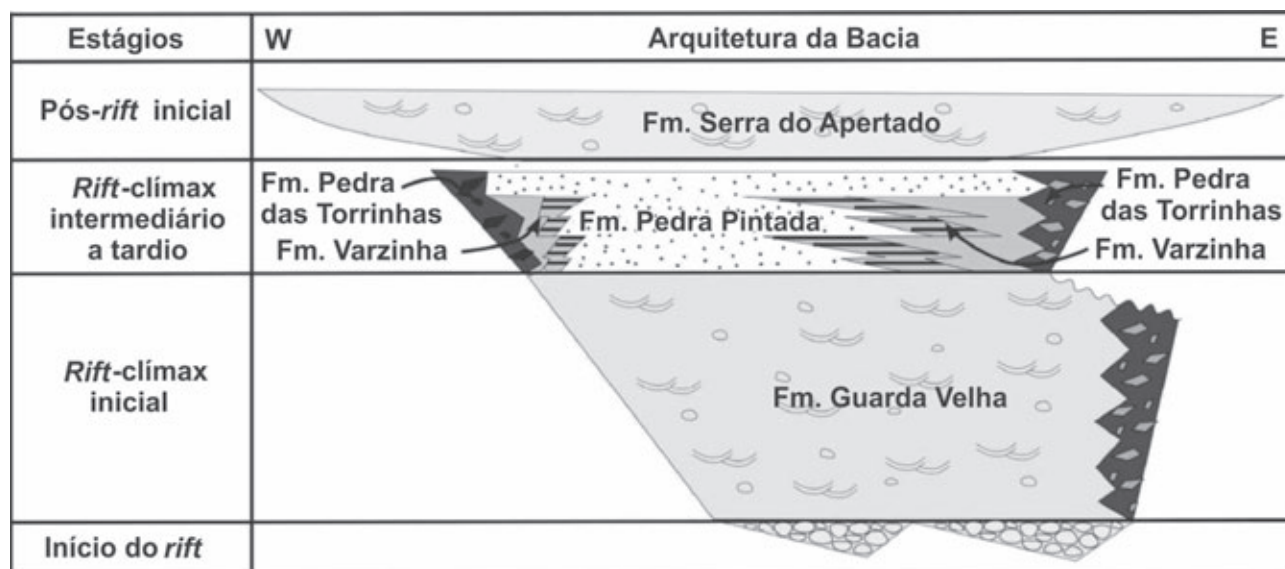 Estágios
W
Arquitetura da Bacia
E
Pós-rift inicial
Fm. Serra do Apertado
Rift-clímax
intermediário
a tardio
Fm. Pedra
das Torrinhas
Fm. Varzinha
Fm. Pedra Pintada
Fm. Pedra
das Torrinhas
Fm. Varzinha
Rift-clímax
inicial
Fm. Guarda Velha
Início do rift